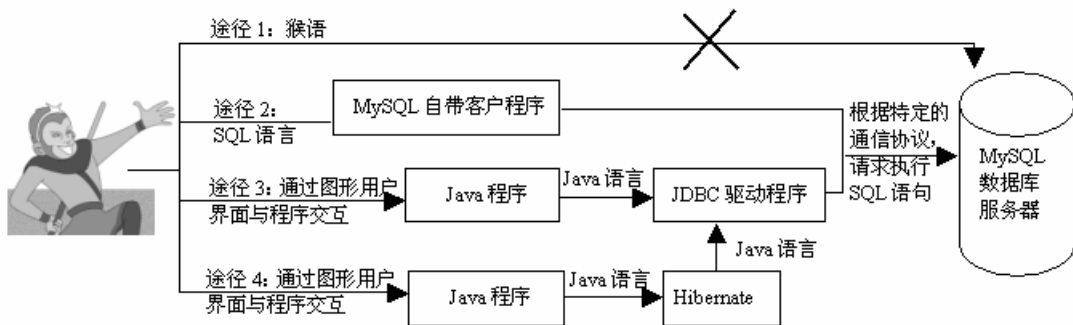 途径 1：猴语
途径 2：
SQL 语言
MySQL 自带客户程序
根据特定的
通信协议，
请求执行
SQL 语句
MySQL
数据库
服务器
途径 3：通过图形用户
界面与程序交互
Java 程序
Java 语言
JDBC 驱动程序
Java 语言
途径 4：通过图形用户
界面与程序交互
Java 程序
Java 语言
Hibernate